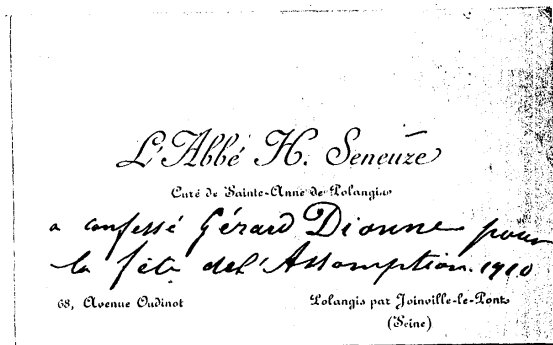 L'Abbé H. Seneuze
Curé de Sainte-Anne de Polangis
a confessé Gérard Dionne pour
la fête de l'Assomption. 1910
68, Avenue Oudinot
Polangis par Joinville-le-Pont
(Seine)